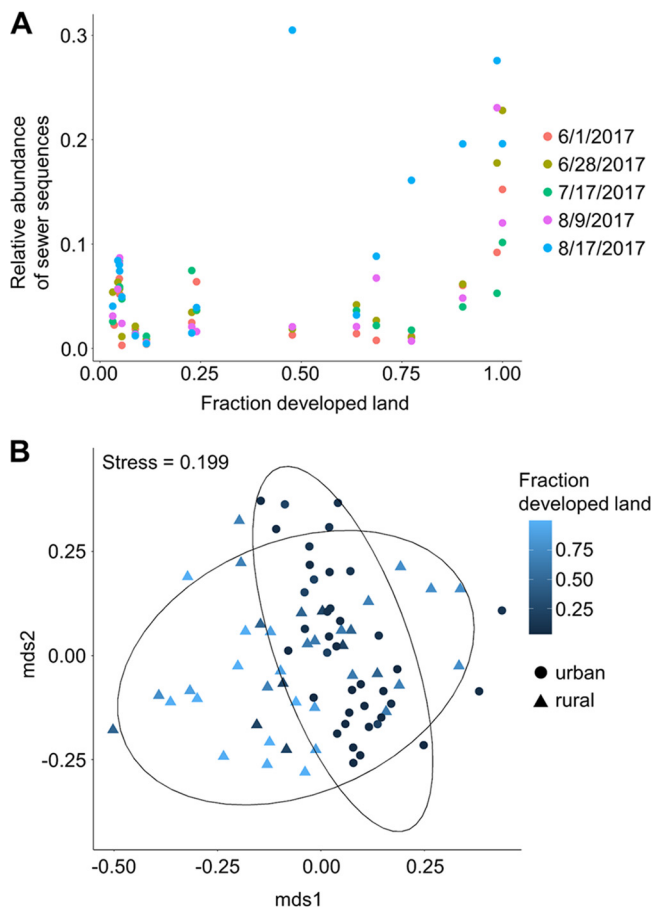 A
Relative abundance
of sewer sequences
0.3
0.2
0.1
0.0
0.00
0.25
0.50
0.75
1.00
Fraction developed land
6/1/2017
6/28/2017
7/17/2017
8/9/2017
8/17/2017
B
Stress = 0.199
mds2
0.25
0.00
-0.25
-0.50
-0.25
0.00
0.25
mds1
Fraction
developed land
0.75
0.50
0.25
urban
rural